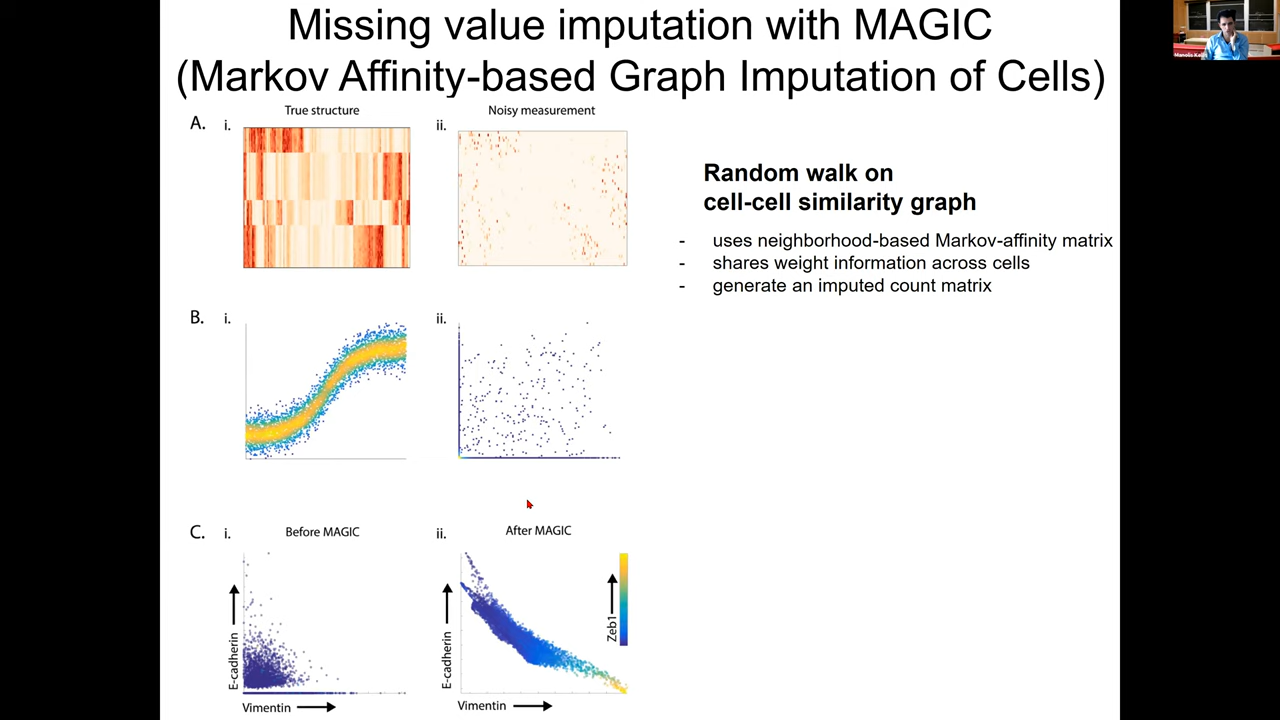 Missing value imputation with MAGIC
(Markov Affinity-based Graph Imputation of Cells)
A. i. True structure
ii. Noisy measurement
B. i.
ii.
C. i. Before MAGIC
E-cadherin
Vimentin
ii. After MAGIC
E-cadherin
Vimentin
Zeb1
Random walk on
cell-cell similarity graph
- uses neighborhood-based Markov-affinity matrix
- shares weight information across cells
- generate an imputed count matrix